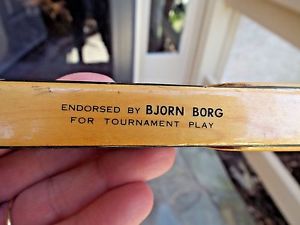 ENDORSED BY BJORN BORG
FOR TOURNAMENT PLAY